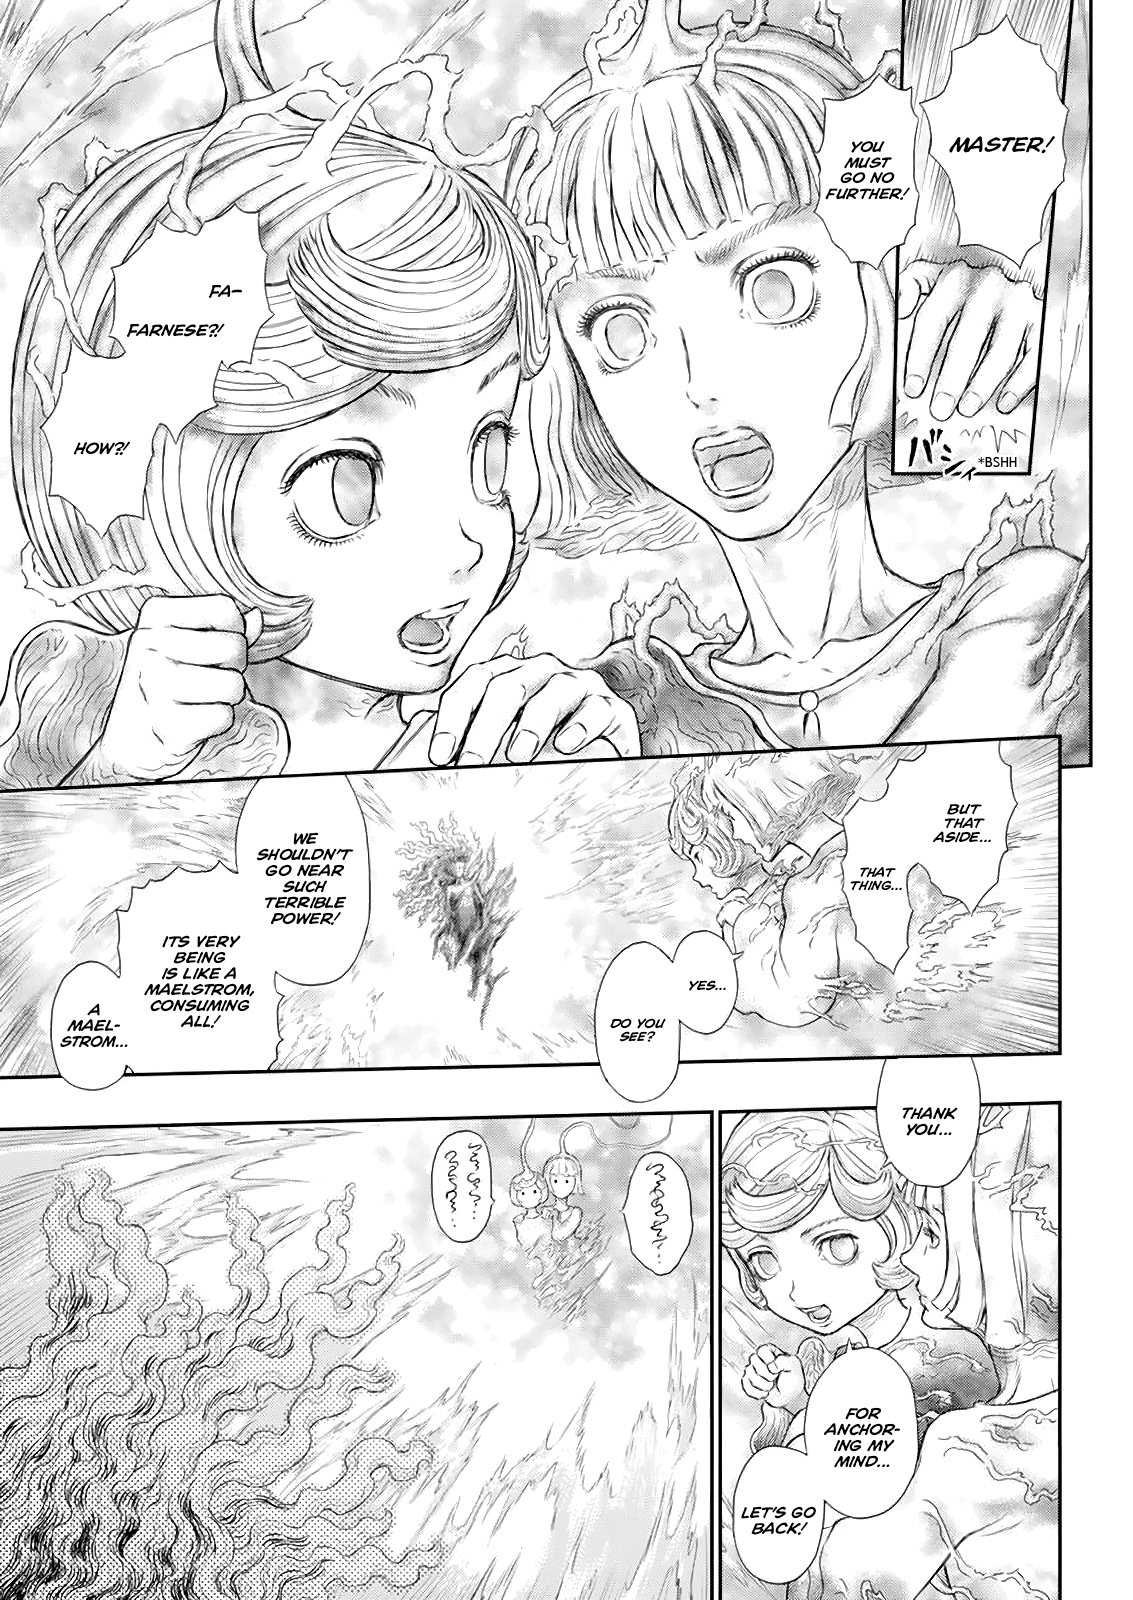 MASTER!
YOU
MUST
GO NO
FURTHER!
バシィ
*BSHH
FA-
FARNESE?!
HOW?!
BUT
THAT
ASIDE...
THAT
THING...
YES...
DO YOU
SEE?
WE
SHOULDN'T
GO NEAR
SUCH
TERRIBLE
POWER!
ITS VERY
BEING
IS LIKE A
MAELSTROM,
CONSUMING
ALL!
A
MAEL-
STROM...
THANK
YOU...
FOR
ANCHOR-
ING MY
MIND...
LET'S GO
BACK!